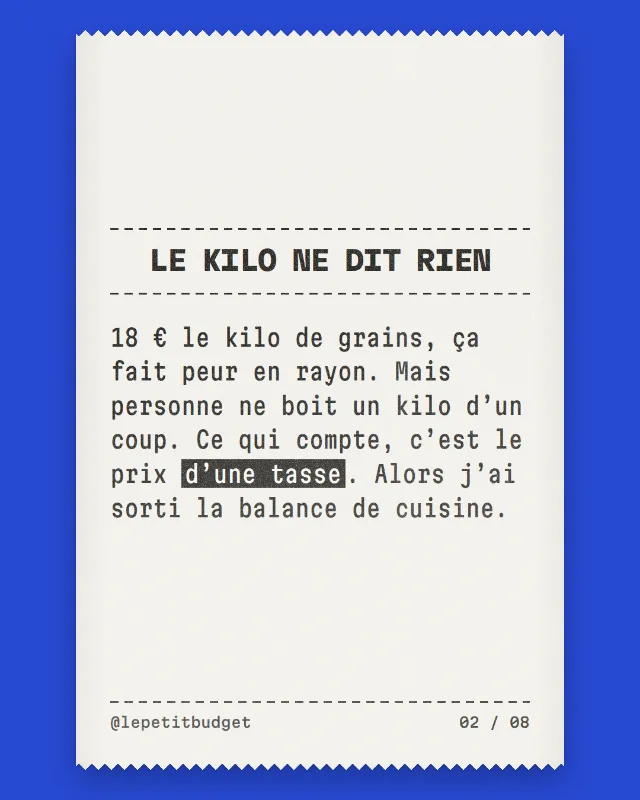 LE KILO NE DIT RIEN
18 € le kilo de grains, ça
fait peur en rayon. Mais
personne ne boit un kilo d’un
coup. Ce qui compte, c’est le
prix d’une tasse. Alors j’ai
sorti la balance de cuisine.
@lepetitbudget
02 / 08